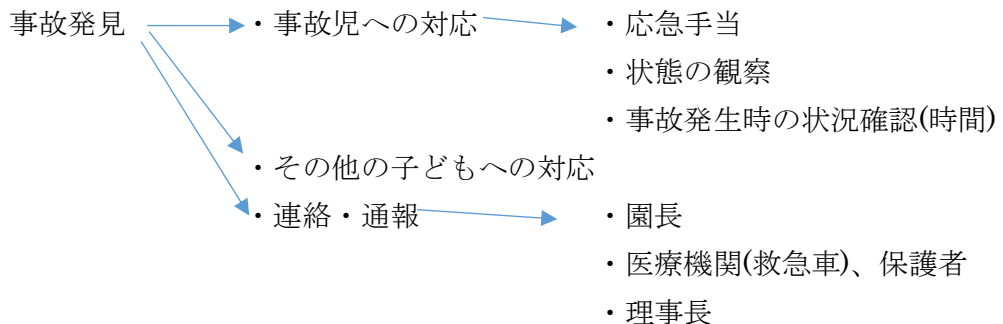 事故発見 ・事故児への対応 ・応急手当
・状態の観察
・事故発生時の状況確認(時間)
・その他の子どもへの対応
・連絡・通報 ・園長
・医療機関(救急車)、保護者
・理事長